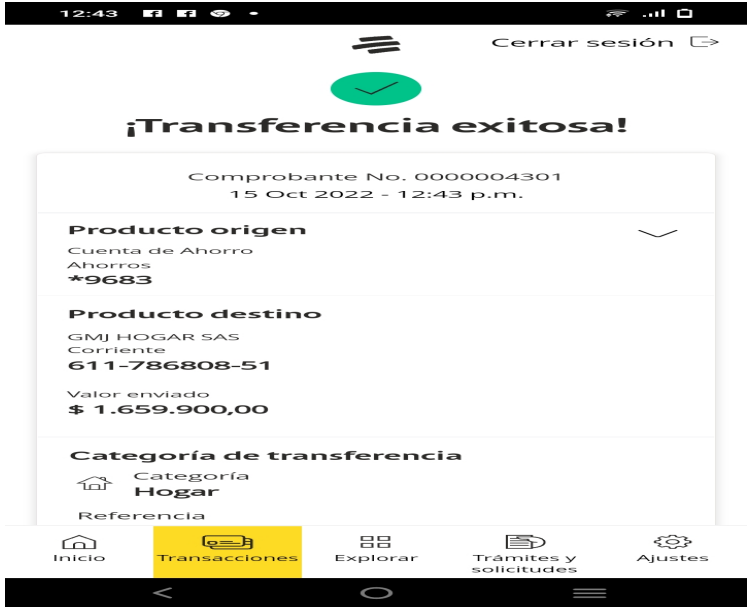 12:43
Cerrar sesión
¡Transferencia exitosa!
Comprobante No. 0000004301
15 Oct 2022 - 12:43 p.m.
Producto origen
Cuenta de Ahorro
Ahorros
*9683
Producto destino
GMJ HOGAR SAS
Corriente
611-786808-51
Valor enviado
$ 1.659.900,00
Categoría de transferencia
Categoría
Hogar
Referencia
Inicio
Transacciones
Explorar
Trámites y
solicitudes
Ajustes